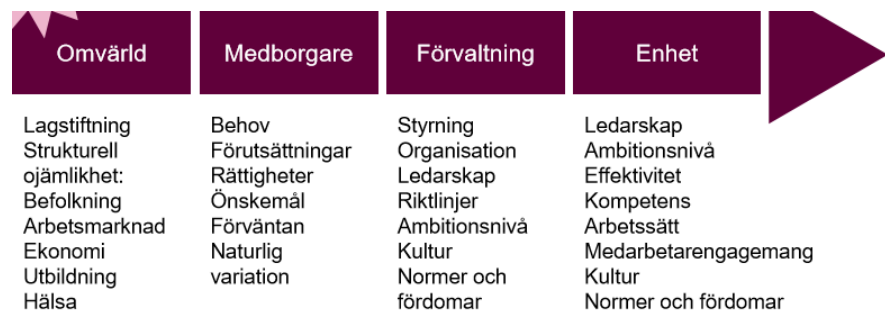 Omvärld
Medborgare
Förvaltning
Enhet
Lagstiftning
Strukturell
ojämlikhet:
Befolkning
Arbetsmarknad
Ekonomi
Utbildning
Hälsa
Behov
Förutsättningar
Rättigheter
Önskemål
Förväntan
Naturlig
variation
Styrning
Organisation
Ledarskap
Riktlinjer
Ambitionsnivå
Kultur
Normer och
fördomar
Ledarskap
Ambitionsnivå
Effektivitet
Kompetens
Arbetssätt
Medarbetarengagemang
Kultur
Normer och fördomar